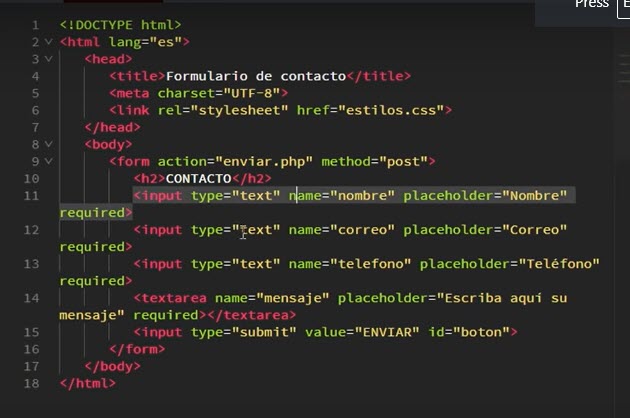 Press E
1 <!DOCTYPE html>
2 <html lang="es">
3 <head>
4 <title>Formulario de contacto</title>
5 <meta charset="UTF-8">
6 <link rel="stylesheet" href="estilos.css">
7 </head>
8 <body>
9 <form action="enviar.php" method="post">
10 <h2>CONTACTO</h2>
11 <input type="text" name="nombre" placeholder="Nombre"
required>
12 <input type="text" name="correo" placeholder="Correo"
required>
13 <input type="text" name="telefono" placeholder="Teléfono"
required>
14 <textarea name="mensaje" placeholder="Escriba aquí su
mensaje" required></textarea>
15 <input type="submit" value="ENVIAR" id="boton">
16 </form>
17 </body>
18 </html>